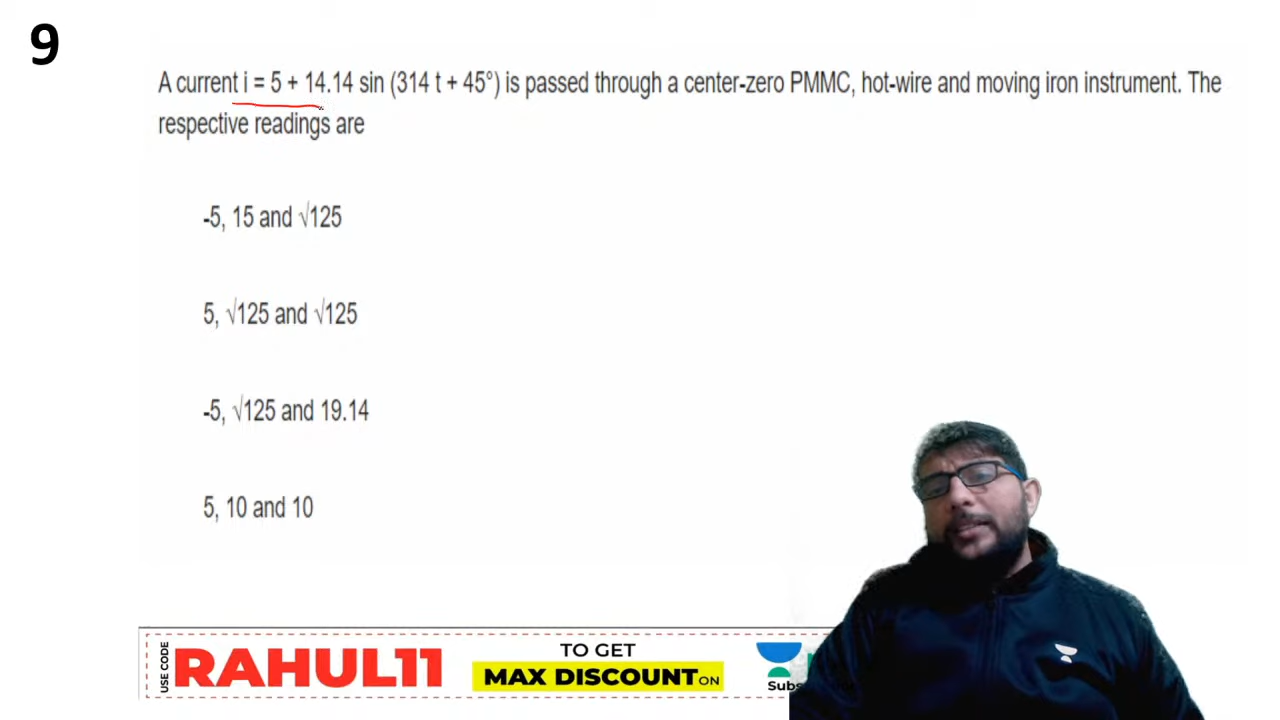 9
A current i = 5 + 14.14 sin (314 t + 45°) is passed through a center-zero PMMC, hot-wire and moving iron instrument. The
respective readings are
-5, 15 and √125
5, √125 and √125
-5, √125 and 19.14
5, 10 and 10
USE CODE
RAHUL11
TO GET
MAX DISCOUNT ON